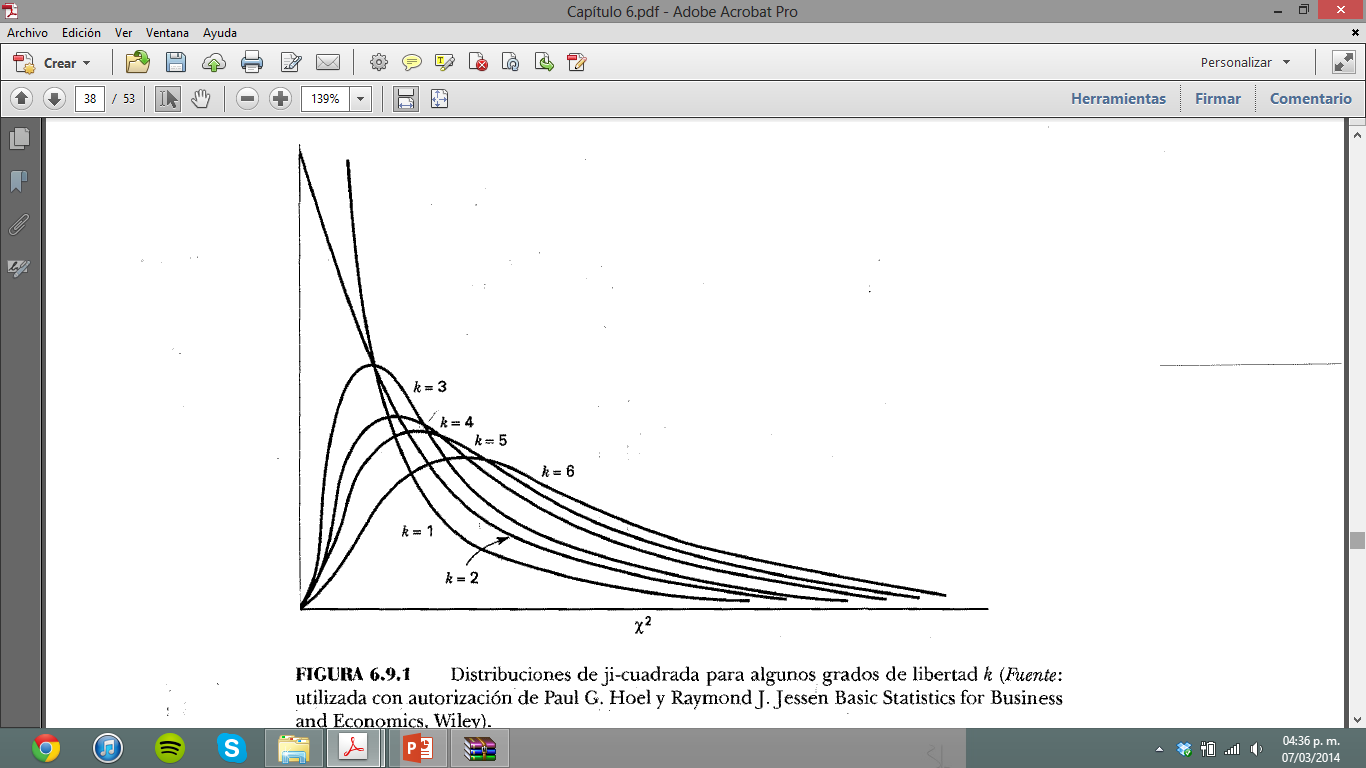 Capítulo 6.pdf - Adobe Acrobat Pro
Archivo Edición Ver Ventana Ayuda
Crear Personalizar
38 / 53 139% Herramientas Firmar Comentario
k = 3
k = 4
k = 5
k = 6
k = 1
k = 2
χ²
FIGURA 6.9.1 Distribuciones de ji-cuadrada para algunos grados de libertad k (Fuente:
utilizada con autorización de Paul G. Hoel y Raymond J. Jessen Basic Statistics for Business
and Economics, Wiley).
04:36 p. m.
07/03/2014